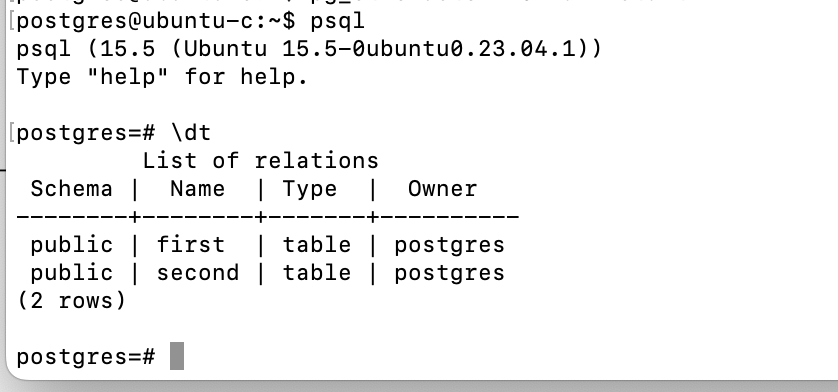 [postgres@ubuntu-c:~$ psql
psql (15.5 (Ubuntu 15.5-0ubuntu0.23.04.1))
Type "help" for help.
[postgres=# \dt
List of relations
Schema | Name | Type | Owner
--------+--------+-------+----------
public | first | table | postgres
public | second | table | postgres
(2 rows)
postgres=#